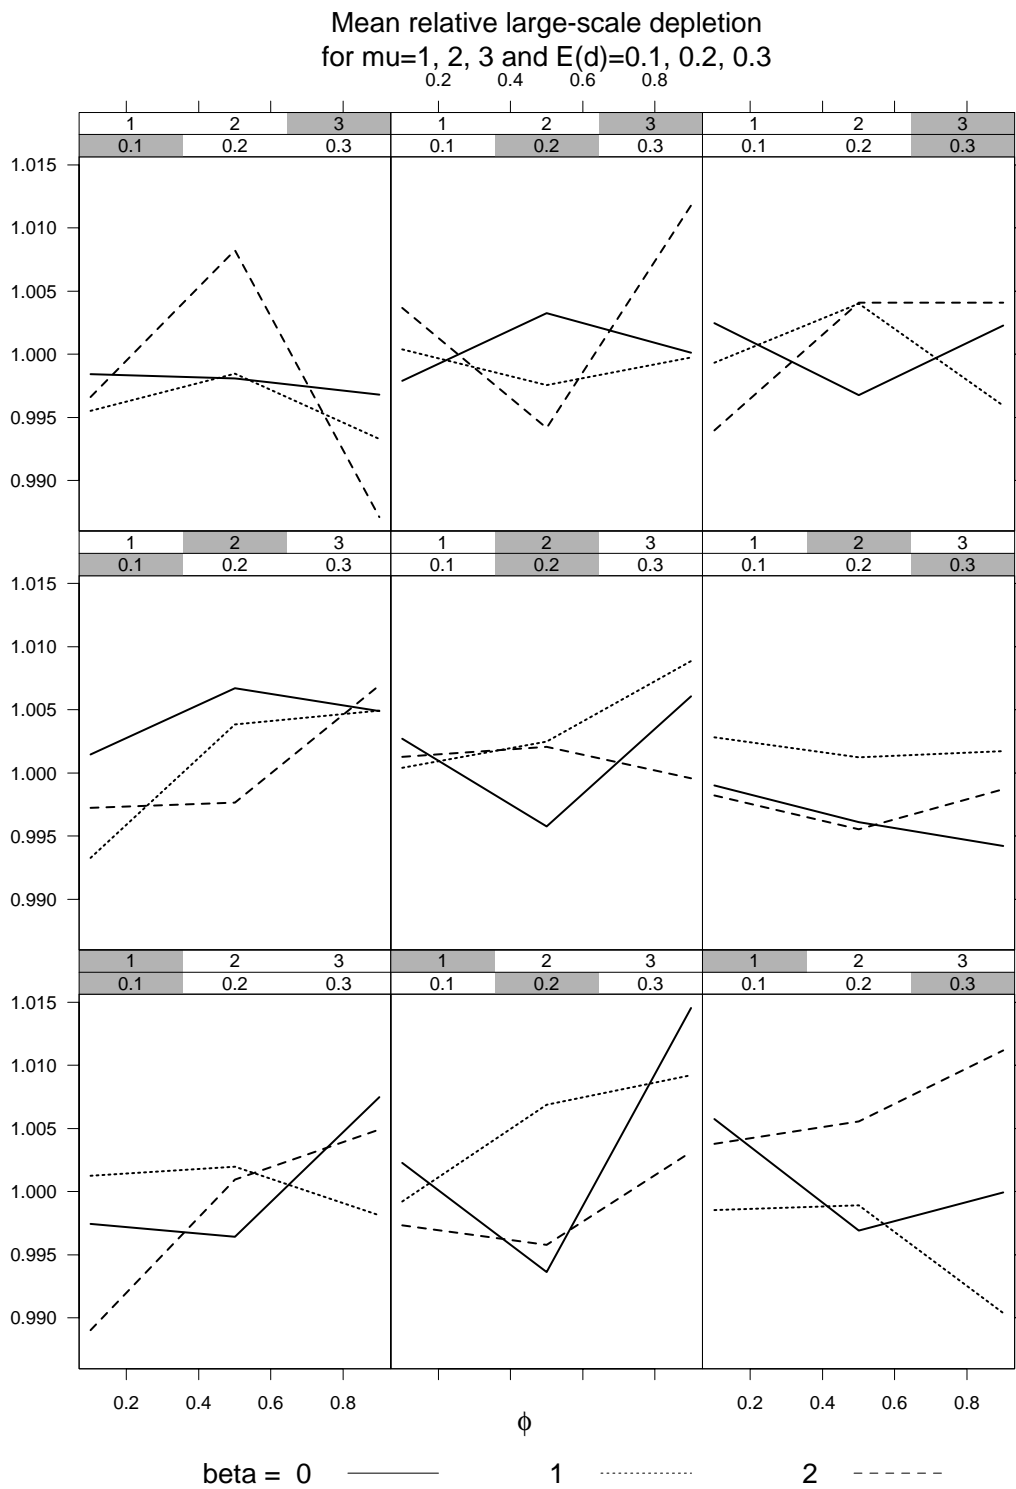 Mean relative large-scale depletion
for mu=1, 2, 3 and E(d)=0.1, 0.2, 0.3
0.2 0.4 0.6 0.8
1 2 3 1 2 3 1 2 3
0.1 0.2 0.3 0.1 0.2 0.3 0.1 0.2 0.3
1.015
1.010
1.005
1.000
0.995
0.990
1 2 3 1 2 3 1 2 3
0.1 0.2 0.3 0.1 0.2 0.3 0.1 0.2 0.3
1.015
1.010
1.005
1.000
0.995
0.990
1 2 3 1 2 3 1 2 3
0.1 0.2 0.3 0.1 0.2 0.3 0.1 0.2 0.3
1.015
1.010
1.005
1.000
0.995
0.990
0.2 0.4 0.6 0.8 0.2 0.4 0.6 0.8
ϕ
beta = 0 1 2